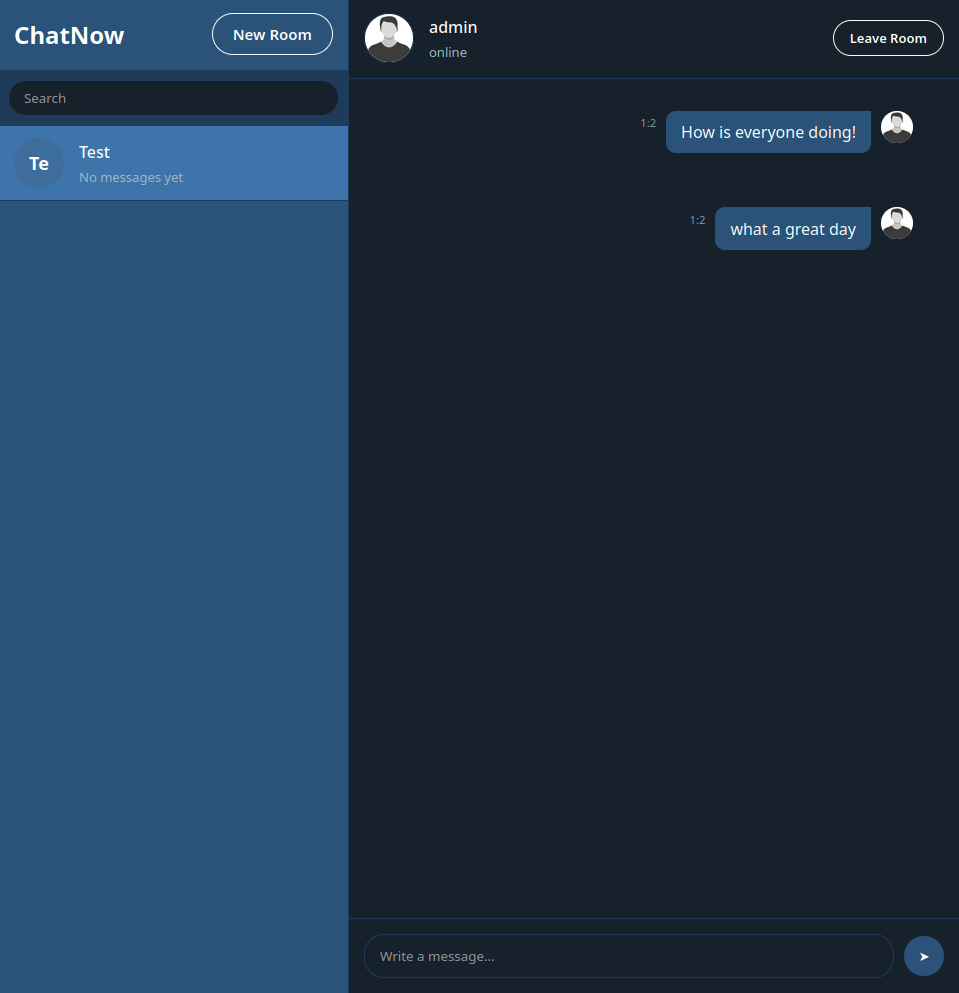 ChatNow
New Room
Search
Te
Test
No messages yet
admin
online
Leave Room
1:2
How is everyone doing!
1:2
what a great day
Write a message...